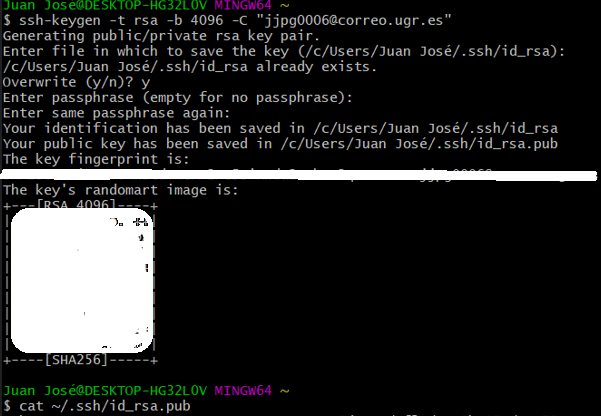 Juan José@DESKTOP-HG32LOV MINGW64 ~
$ ssh-keygen -t rsa -b 4096 -C "jjpg0006@correo.ugr.es"
Generating public/private rsa key pair.
Enter file in which to save the key (/c/Users/Juan José/.ssh/id_rsa):
/c/Users/Juan José/.ssh/id_rsa already exists.
Overwrite (y/n)? y
Enter passphrase (empty for no passphrase):
Enter same passphrase again:
Your identification has been saved in /c/Users/Juan José/.ssh/id_rsa
Your public key has been saved in /c/Users/Juan José/.ssh/id_rsa.pub
The key fingerprint is:
The key's randomart image is:
+---[RSA 4096]----+
+----[SHA256]-----+
Juan José@DESKTOP-HG32LOV MINGW64 ~
$ cat ~/.ssh/id_rsa.pub